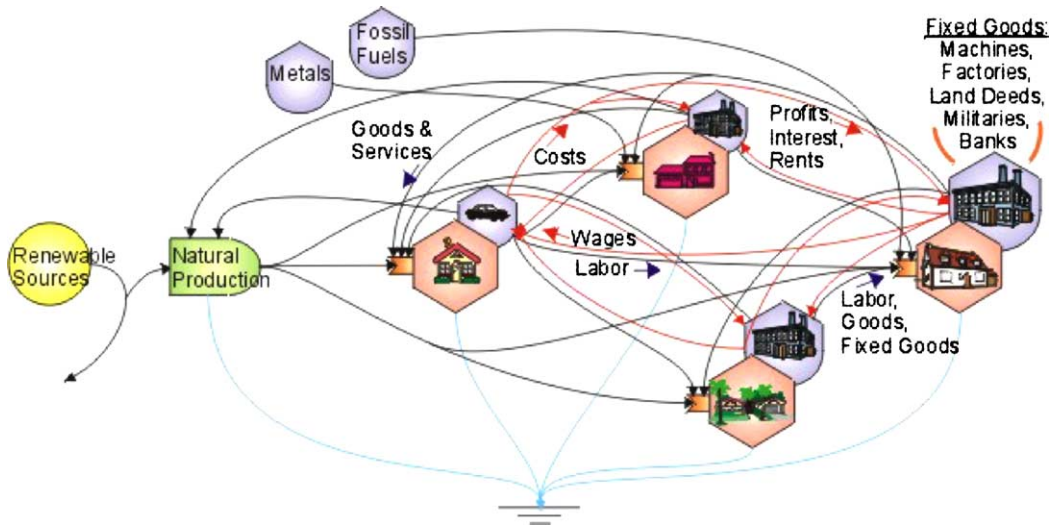 Fossil
Fuels
Metals
Fixed Goods:
Machines,
Factories,
Land Deeds,
Militaries,
Banks
Goods &
Services
Costs
Profits,
Interest,
Rents
Renewable
Sources
Natural
Production
Wages
Labor
Labor,
Goods,
Fixed Goods